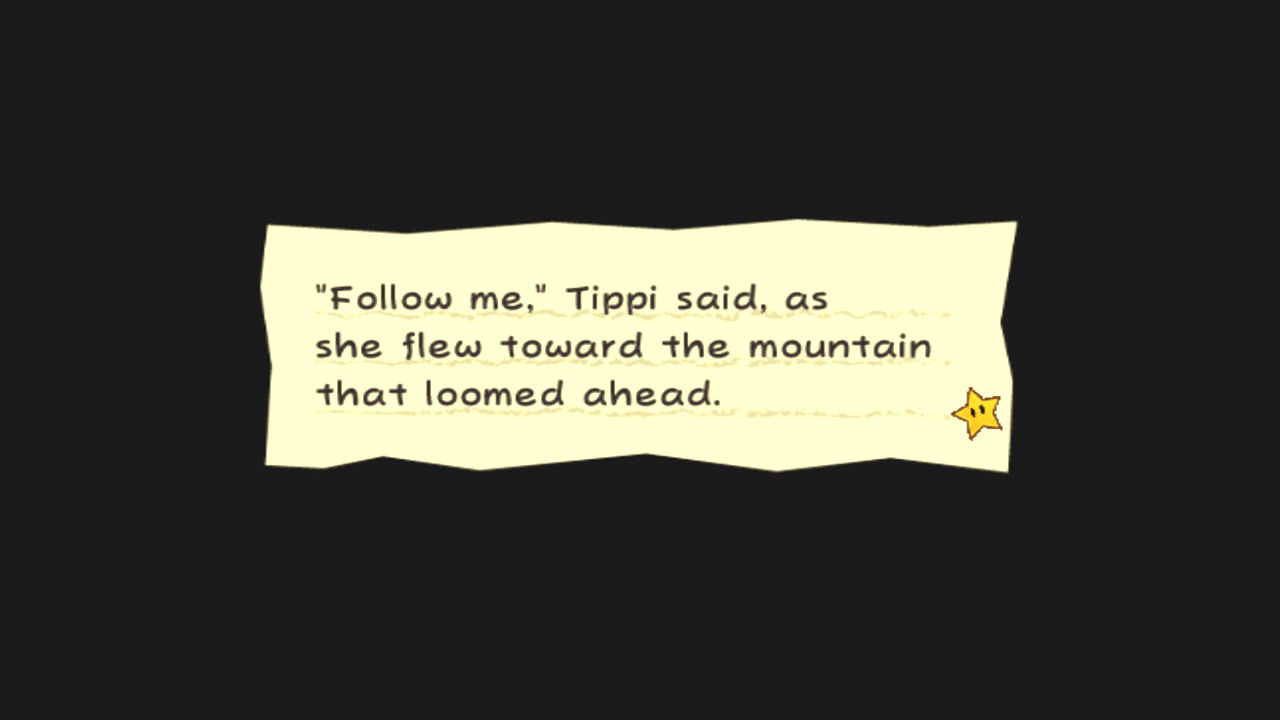 "Follow me," Tippi said, as
she flew toward the mountain
that loomed ahead.